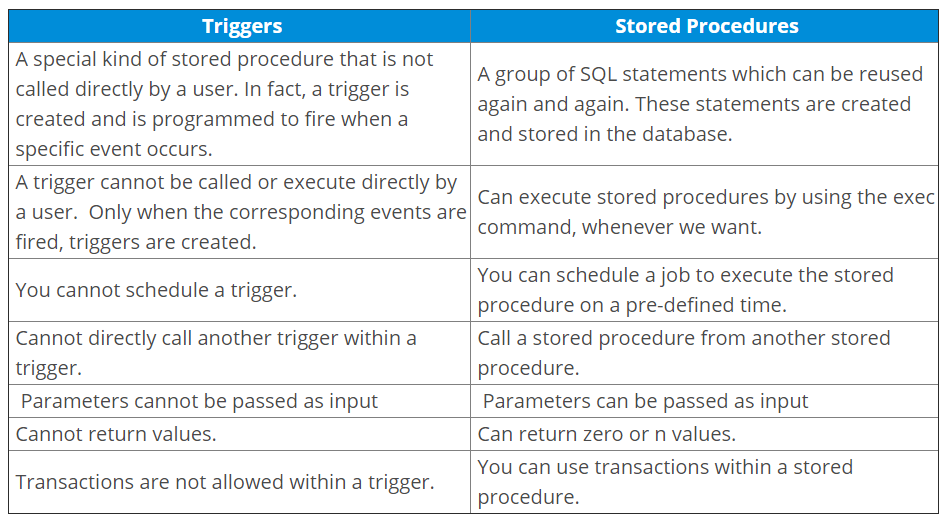 Triggers
Stored Procedures
A special kind of stored procedure that is not
called directly by a user. In fact, a trigger is
created and is programmed to fire when a
specific event occurs.
A group of SQL statements which can be reused
again and again. These statements are created
and stored in the database.
A trigger cannot be called or execute directly by
a user.  Only when the corresponding events are
fired, triggers are created.
Can execute stored procedures by using the exec
command, whenever we want.
You cannot schedule a trigger.
You can schedule a job to execute the stored
procedure on a pre-defined time.
Cannot directly call another trigger within a
trigger.
Call a stored procedure from another stored
procedure.
Parameters cannot be passed as input
Parameters can be passed as input
Cannot return values.
Can return zero or n values.
Transactions are not allowed within a trigger.
You can use transactions within a stored
procedure.